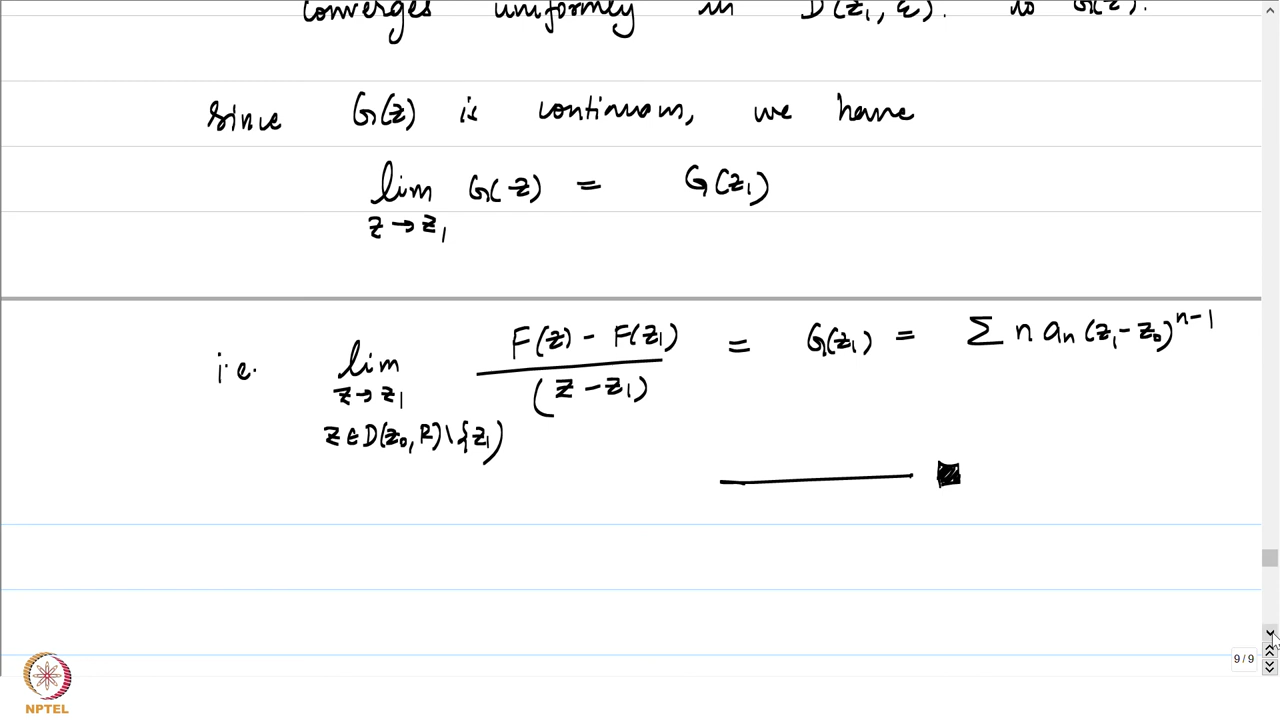 converges uniformly in D(z₁, ε). to G(z).
since G(z) is continuous, we have
lim G(z) = G(z₁)
z → z₁
i.e. lim F(z) - F(z₁) / (z - z₁) = G(z₁) = Σ n aₙ (z₁ - z₀)ⁿ⁻¹
z → z₁
z ∈ D(z₀, R) \ {z₁)
9 / 9
NPTEL